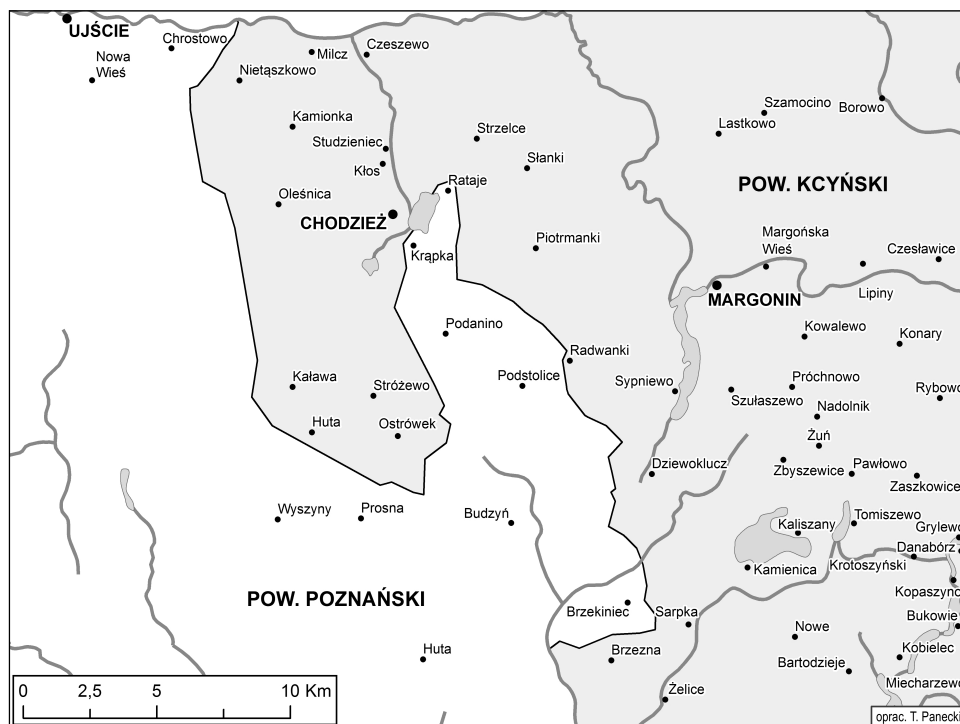 UJŚCIE
Chrostowo
Nowa
Wieś
Milcz
Czeszewo
Nietąszkowo
Kamionka
Studzieniec
Kłos
Strzelce
Słanki
Szamocino
Borowo
Lastkowo
POW. KCYŃSKI
Oleśnica
Rataje
CHODZIEŻ
Krąpka
Piotrmanki
Margońska
Wieś
Czesławice
MARGONIN
Lipiny
Podanino
Kowalewo
Konary
Radwanki
Podstolice
Sypniewo
Kaława
Stróżewo
Próchnowo
Szułaszewo
Rybowo
Nadolnik
Huta
Ostrówek
Żuń
Dziewoklucz
Zbyszewice
Pawłowo
Zaszkowice
Wyszyny
Prosna
Budzyń
Kaliszany
Tomiszewo
Grylewo
Danabórz
Kamienica
Krotoszyński
Kopaszyno
POW. POZNAŃSKI
Brzekiniec
Sarpka
Bukowie
Nowe
Huta
Brzezna
Bartodzieje
Kobielec
Miecharzewo
Żelice
0 2,5 5 10 Km
oprac. T. Panecki